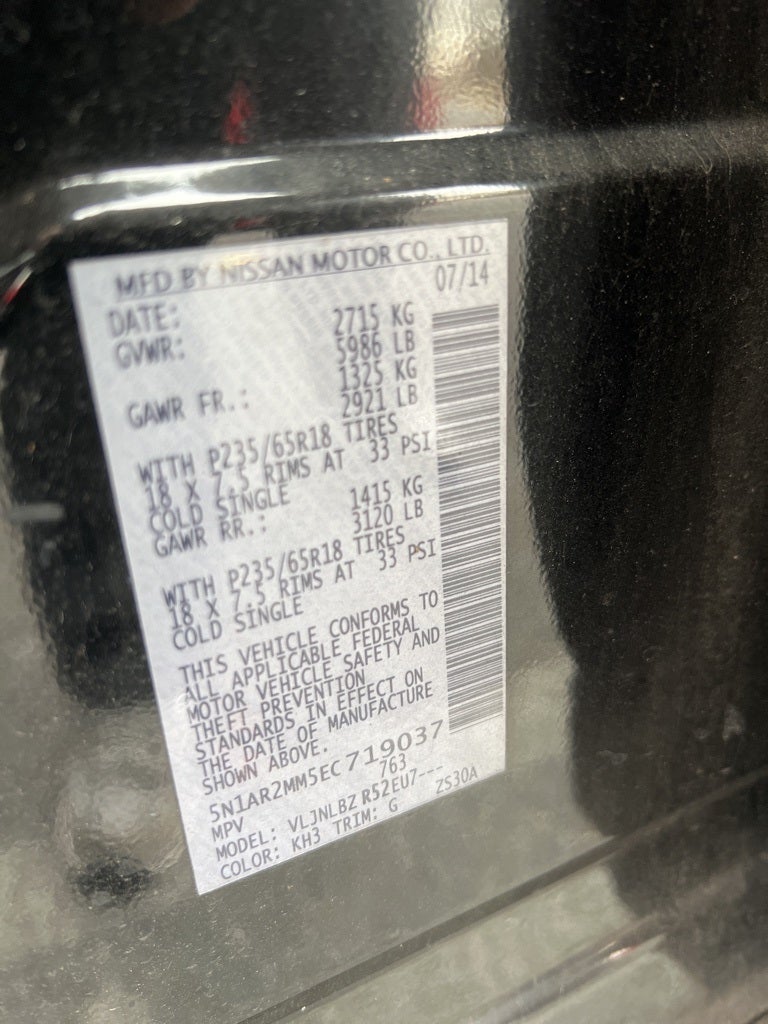 MFD BY NISSAN MOTOR CO., LTD.
DATE: 07/14
GVWR: 2715 KG
5986 LB
GAWR FR.: 1325 KG
2921 LB
WITH P235/65R18 TIRES
18 X 7.5 RIMS AT 33 PSI
COLD SINGLE
GAWR RR.: 1415 KG
3120 LB
WITH P235/65R18 TIRES
18 X 7.5 RIMS AT 33 PSI
COLD SINGLE
THIS VEHICLE CONFORMS TO
ALL APPLICABLE FEDERAL
MOTOR VEHICLE SAFETY AND
THEFT PREVENTION
STANDARDS IN EFFECT ON
THE DATE OF MANUFACTURE
SHOWN ABOVE.
5N1AR2MM5EC719037
MPV 763
MODEL: VLJNLBZ R52EU7---
COLOR: KH3 TRIM: G ZS30A